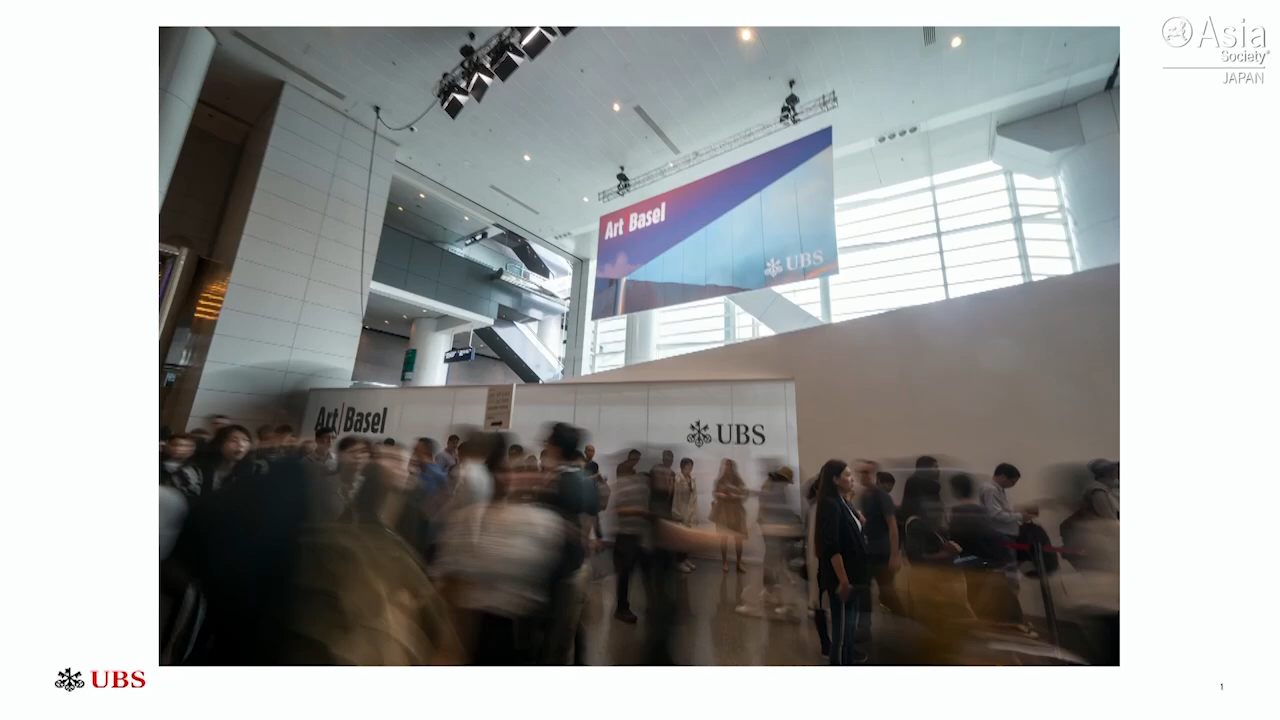 Asia
Society
JAPAN
Art Basel
UBS
Art Basel
UBS
UBS
1